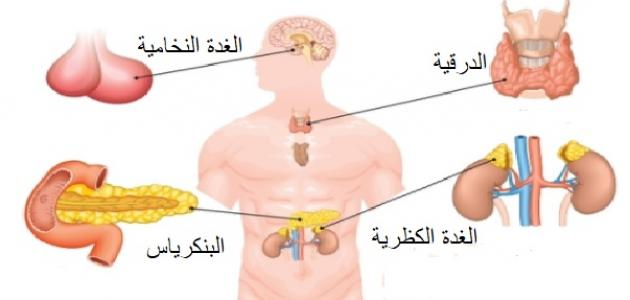 الغدة النخامية
الدرقية
البنكرياس
الغدة الكظرية